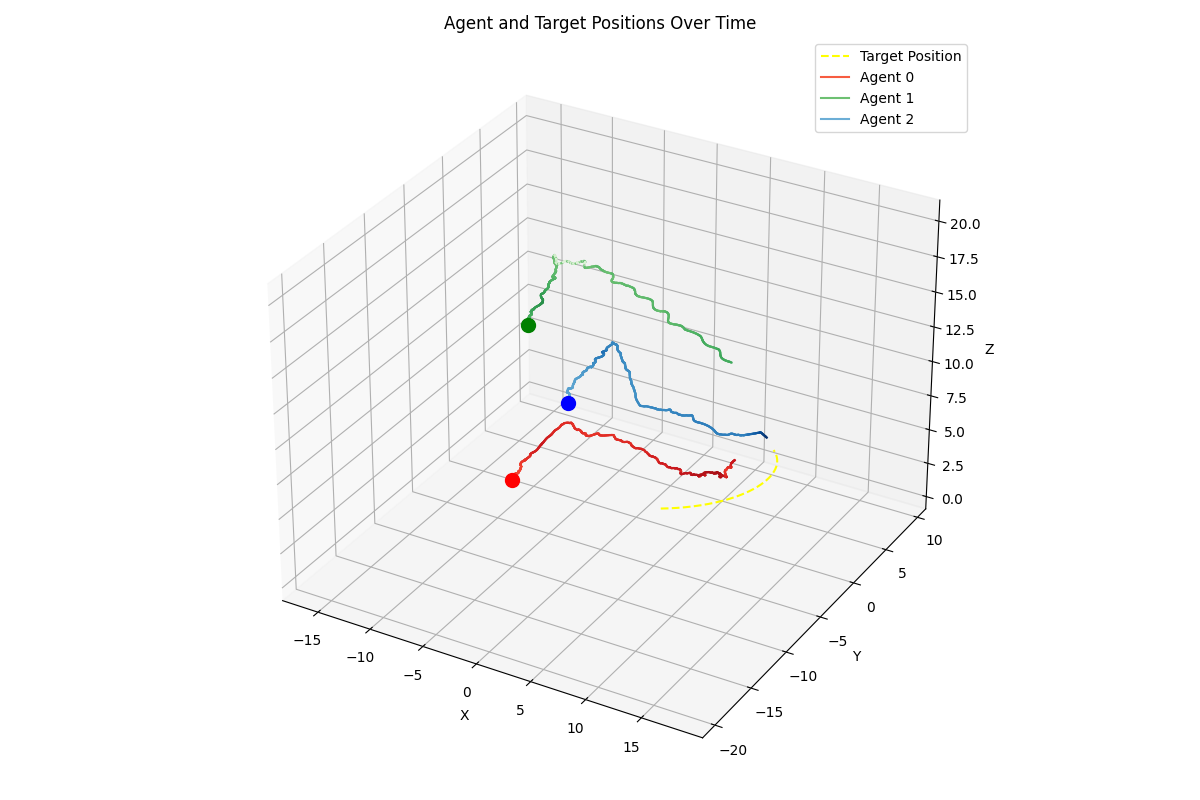 Agent and Target Positions Over Time
Target Position
Agent 0
Agent 1
Agent 2
20.0
17.5
15.0
12.5
Z
10.0
7.5
5.0
2.5
0.0
10
5
0
−5
Y
−10
−15
−20
−15
−10
−5
0
X
5
10
15